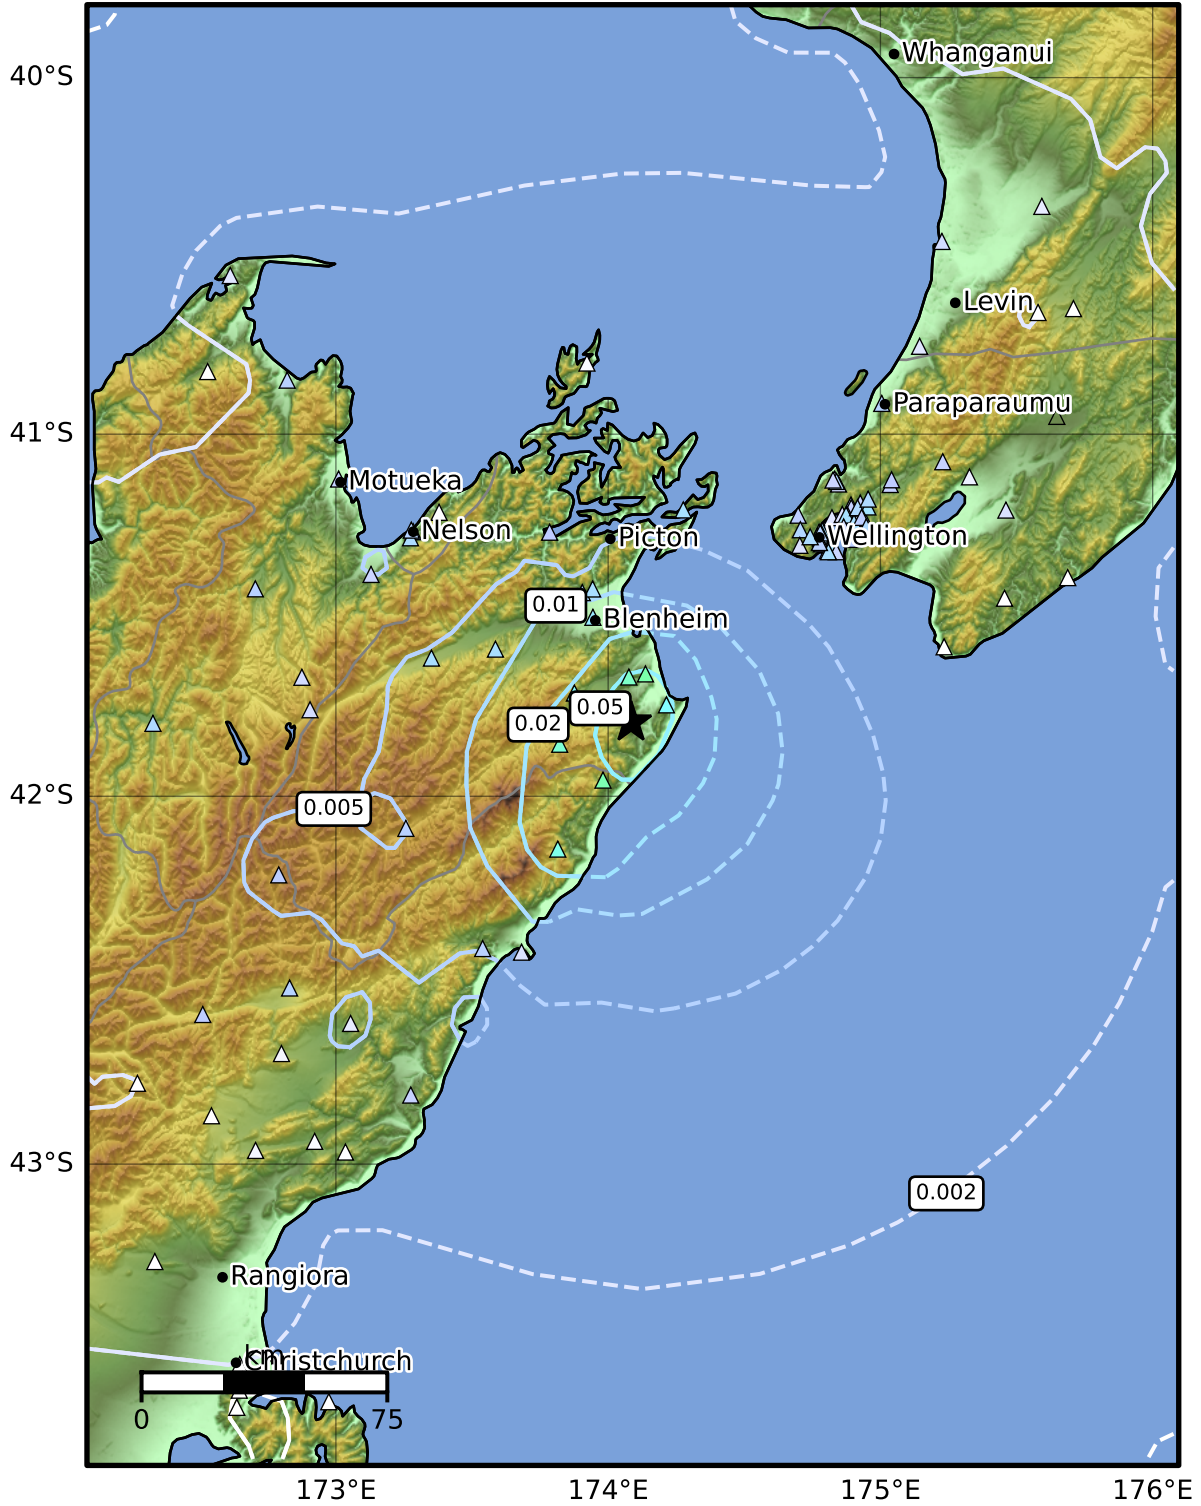 Whanganui
40°S
Levin
Paraparaumu
41°S
Motueka
Nelson
Picton
Wellington
0.01
Blenheim
0.05
0.02
42°S
0.005
43°S
0.002
Rangiora
km
Christchurch
0
75
173°E
174°E
175°E
176°E